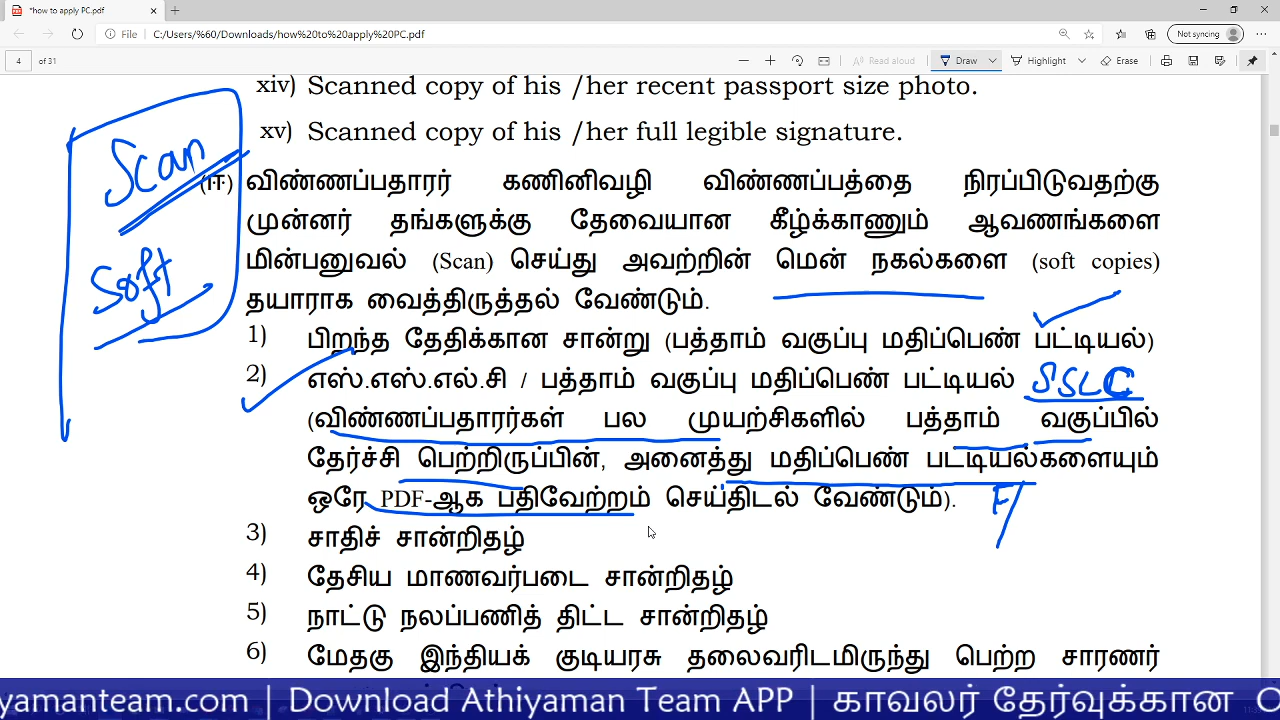 *how to apply PC.pdf
File C:/Users/%60/Downloads/how%20to%20apply%20PC.pdf Not syncing
4 of 31 Read aloud Draw Highlight Erase
xiv) Scanned copy of his /her recent passport size photo.
xv) Scanned copy of his /her full legible signature.
Scan
Soft
(ii) விண்ணப்பதாரர் கணினிவழி விண்ணப்பத்தை நிரப்பிடுவதற்கு
முன்னர் தங்களுக்கு தேவையான கீழ்க்காணும் ஆவணங்களை
மின்பனுவல் (Scan) செய்து அவற்றின் மென் நகல்களை (soft copies)
தயாராக வைத்திருத்தல் வேண்டும்.
1) பிறந்த தேதிக்கான சான்று (பத்தாம் வகுப்பு மதிப்பெண் பட்டியல்)
2) எஸ்.எஸ்.எல்.சி / பத்தாம் வகுப்பு மதிப்பெண் பட்டியல் SSLC
(விண்ணப்பதாரர்கள் பல முயற்சிகளில் பத்தாம் வகுப்பில்
தேர்ச்சி பெற்றிருப்பின், அனைத்து மதிப்பெண் பட்டியல்களையும்
ஒரே PDF-ஆக பதிவேற்றம் செய்திடல் வேண்டும்).
3) சாதிச் சான்றிதழ்
4) தேசிய மாணவர்படை சான்றிதழ்
5) நாட்டு நலப்பணித் திட்ட சான்றிதழ்
6) மேதகு இந்தியக் குடியரசு தலைவரிடமிருந்து பெற்ற சாரணர்
yamanteam.com | Download Athiyaman Team APP | காவலர் தேர்வுக்கான